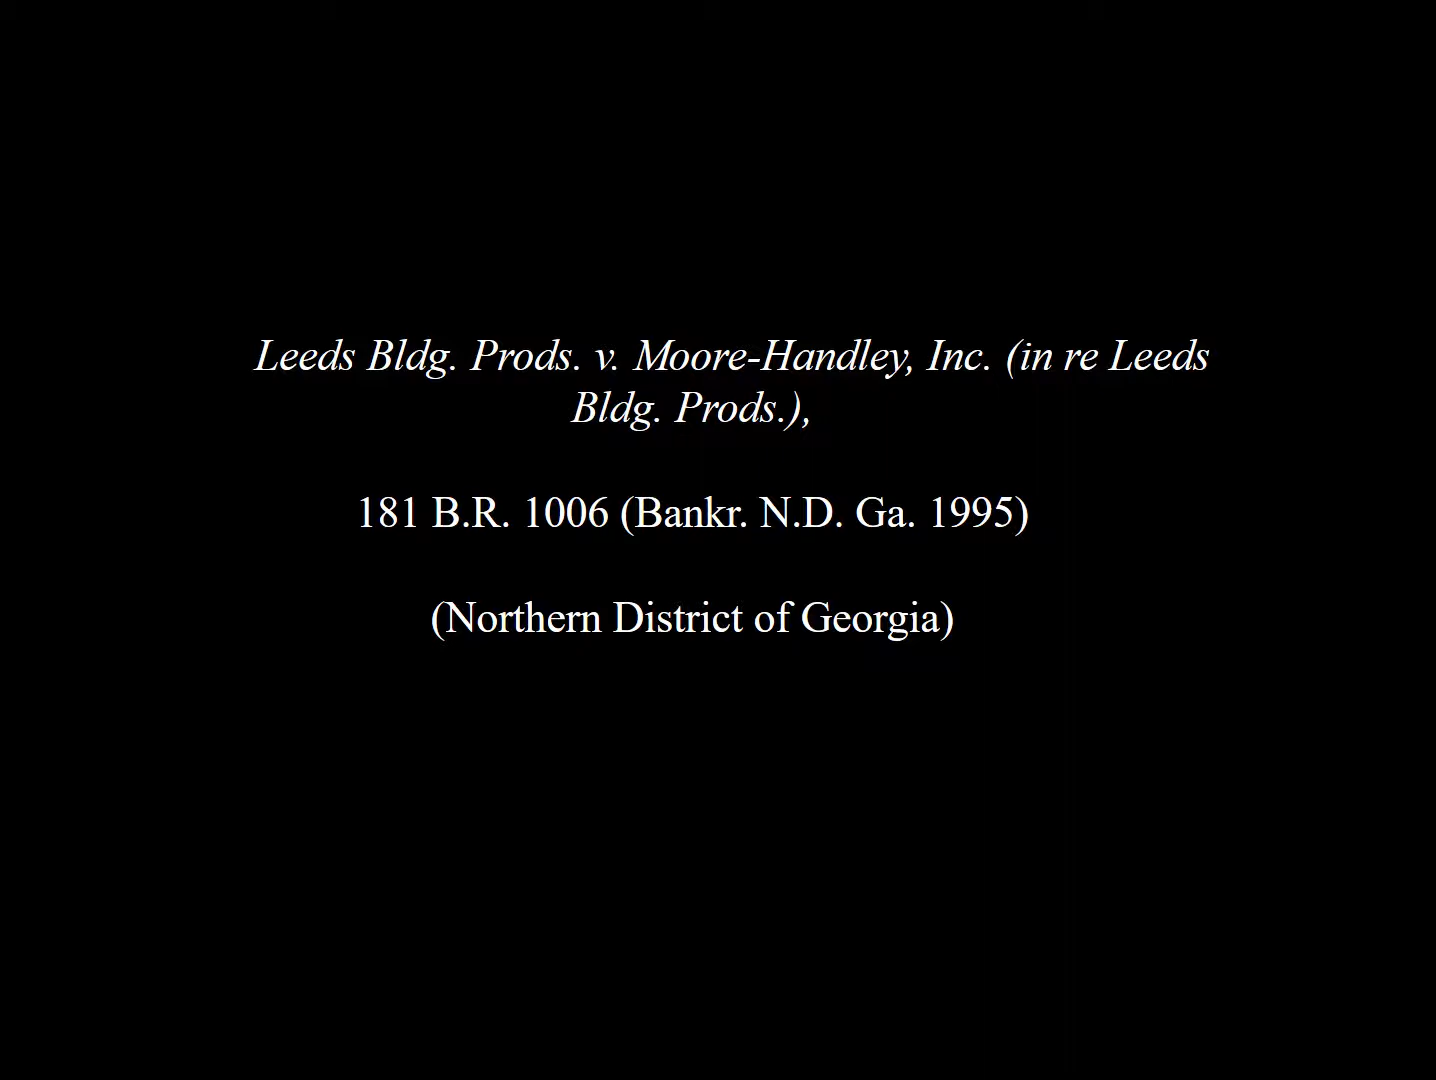 Leeds Bldg. Prods. v. Moore-Handley, Inc. (in re Leeds
Bldg. Prods.),
181 B.R. 1006 (Bankr. N.D. Ga. 1995)
(Northern District of Georgia)